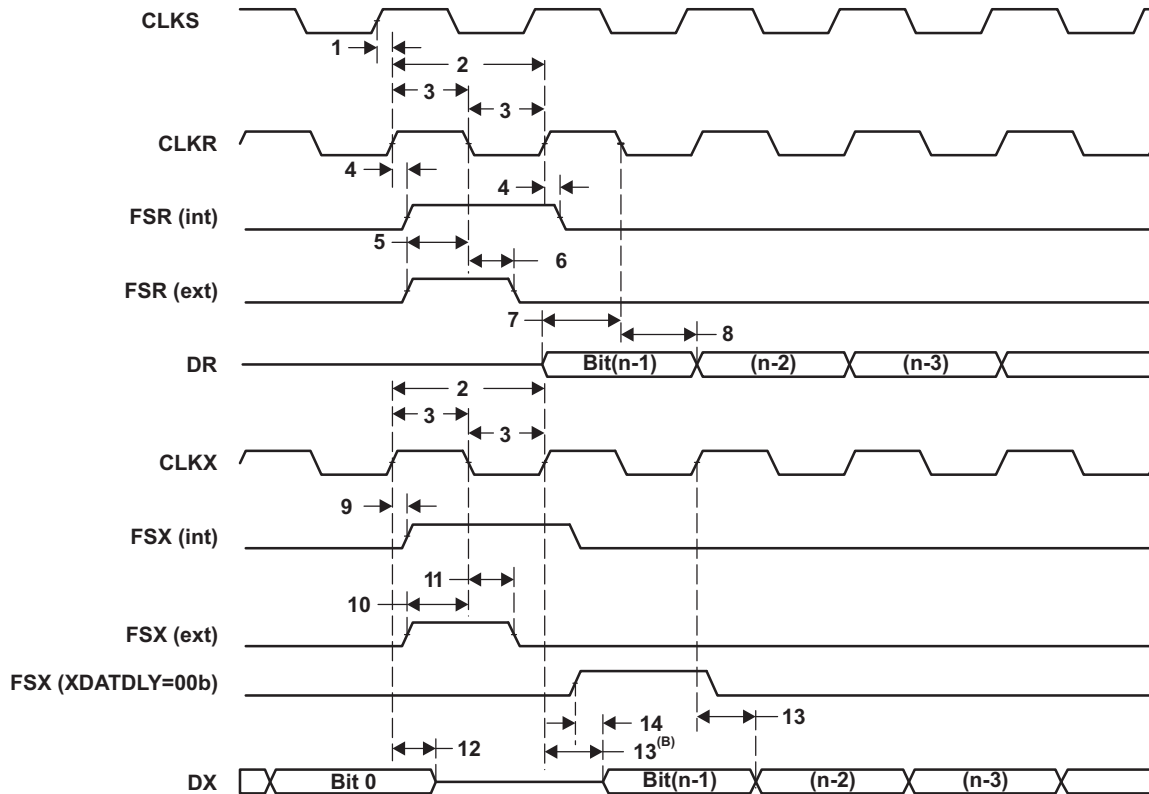 CLKS
1
2
3
3
CLKR
4
4
FSR (int)
5
6
FSR (ext)
7
8
DR
Bit(n-1)
(n-2)
(n-3)
2
3
3
CLKX
9
FSX (int)
11
10
FSX (ext)
FSX (XDATDLY=00b)
14
13
12
13(B)
DX
Bit 0
Bit(n-1)
(n-2)
(n-3)